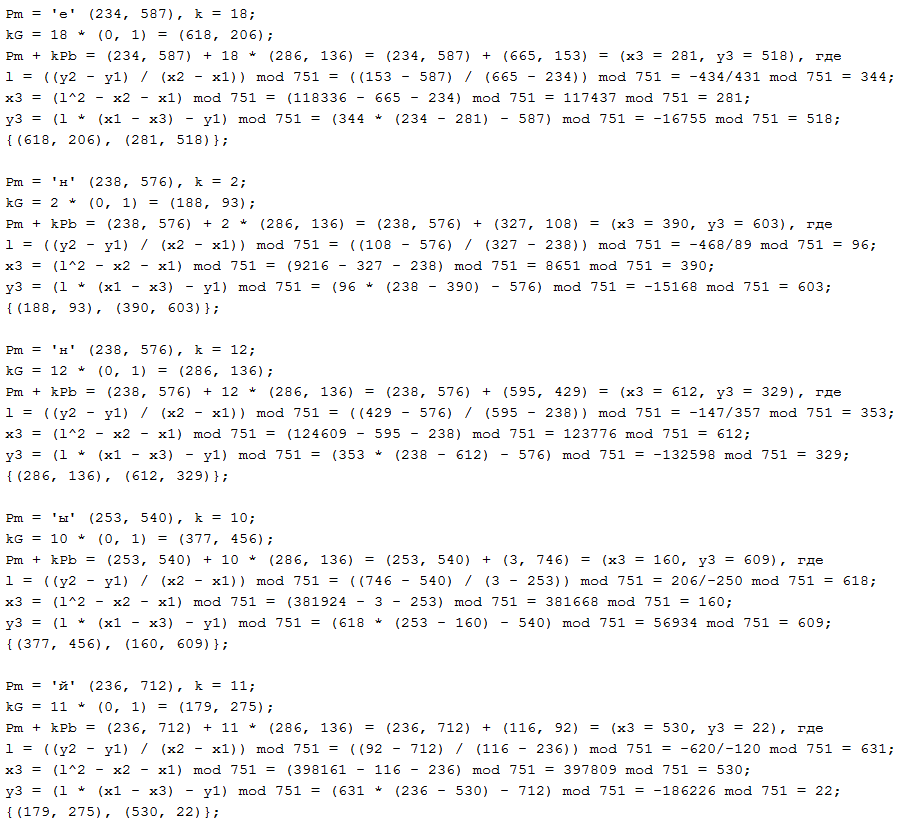 Pm = 'е' (234, 587), k = 18;
kG = 18 * (0, 1) = (618, 206);
Pm + kPb = (234, 587) + 18 * (286, 136) = (234, 587) + (665, 153) = (x3 = 281, y3 = 518), где
l = ((y2 - y1) / (x2 - x1)) mod 751 = ((153 - 587) / (665 - 234)) mod 751 = -434/431 mod 751 = 344;
x3 = (l^2 - x2 - x1) mod 751 = (118336 - 665 - 234) mod 751 = 117437 mod 751 = 281;
y3 = (l * (x1 - x3) - y1) mod 751 = (344 * (234 - 281) - 587) mod 751 = -16755 mod 751 = 518;
{(618, 206), (281, 518)};
Pm = 'н' (238, 576), k = 2;
kG = 2 * (0, 1) = (188, 93);
Pm + kPb = (238, 576) + 2 * (286, 136) = (238, 576) + (327, 108) = (x3 = 390, y3 = 603), где
l = ((y2 - y1) / (x2 - x1)) mod 751 = ((108 - 576) / (327 - 238)) mod 751 = -468/89 mod 751 = 96;
x3 = (l^2 - x2 - x1) mod 751 = (9216 - 327 - 238) mod 751 = 8651 mod 751 = 390;
y3 = (l * (x1 - x3) - y1) mod 751 = (96 * (238 - 390) - 576) mod 751 = -15168 mod 751 = 603;
{(188, 93), (390, 603)};
Pm = 'н' (238, 576), k = 12;
kG = 12 * (0, 1) = (286, 136);
Pm + kPb = (238, 576) + 12 * (286, 136) = (238, 576) + (595, 429) = (x3 = 612, y3 = 329), где
l = ((y2 - y1) / (x2 - x1)) mod 751 = ((429 - 576) / (595 - 238)) mod 751 = -147/357 mod 751 = 353;
x3 = (l^2 - x2 - x1) mod 751 = (124609 - 595 - 238) mod 751 = 123776 mod 751 = 612;
y3 = (l * (x1 - x3) - y1) mod 751 = (353 * (238 - 612) - 576) mod 751 = -132598 mod 751 = 329;
{(286, 136), (612, 329)};
Pm = 'ы' (253, 540), k = 10;
kG = 10 * (0, 1) = (377, 456);
Pm + kPb = (253, 540) + 10 * (286, 136) = (253, 540) + (3, 746) = (x3 = 160, y3 = 609), где
l = ((y2 - y1) / (x2 - x1)) mod 751 = ((746 - 540) / (3 - 253)) mod 751 = 206/-250 mod 751 = 618;
x3 = (l^2 - x2 - x1) mod 751 = (381924 - 3 - 253) mod 751 = 381668 mod 751 = 160;
y3 = (l * (x1 - x3) - y1) mod 751 = (618 * (253 - 160) - 540) mod 751 = 56934 mod 751 = 609;
{(377, 456), (160, 609)};
Pm = 'й' (236, 712), k = 11;
kG = 11 * (0, 1) = (179, 275);
Pm + kPb = (236, 712) + 11 * (286, 136) = (236, 712) + (116, 92) = (x3 = 530, y3 = 22), где
l = ((y2 - y1) / (x2 - x1)) mod 751 = ((92 - 712) / (116 - 236)) mod 751 = -620/-120 mod 751 = 631;
x3 = (l^2 - x2 - x1) mod 751 = (398161 - 116 - 236) mod 751 = 397809 mod 751 = 530;
y3 = (l * (x1 - x3) - y1) mod 751 = (631 * (236 - 530) - 712) mod 751 = -186226 mod 751 = 22;
{(179, 275), (530, 22)};